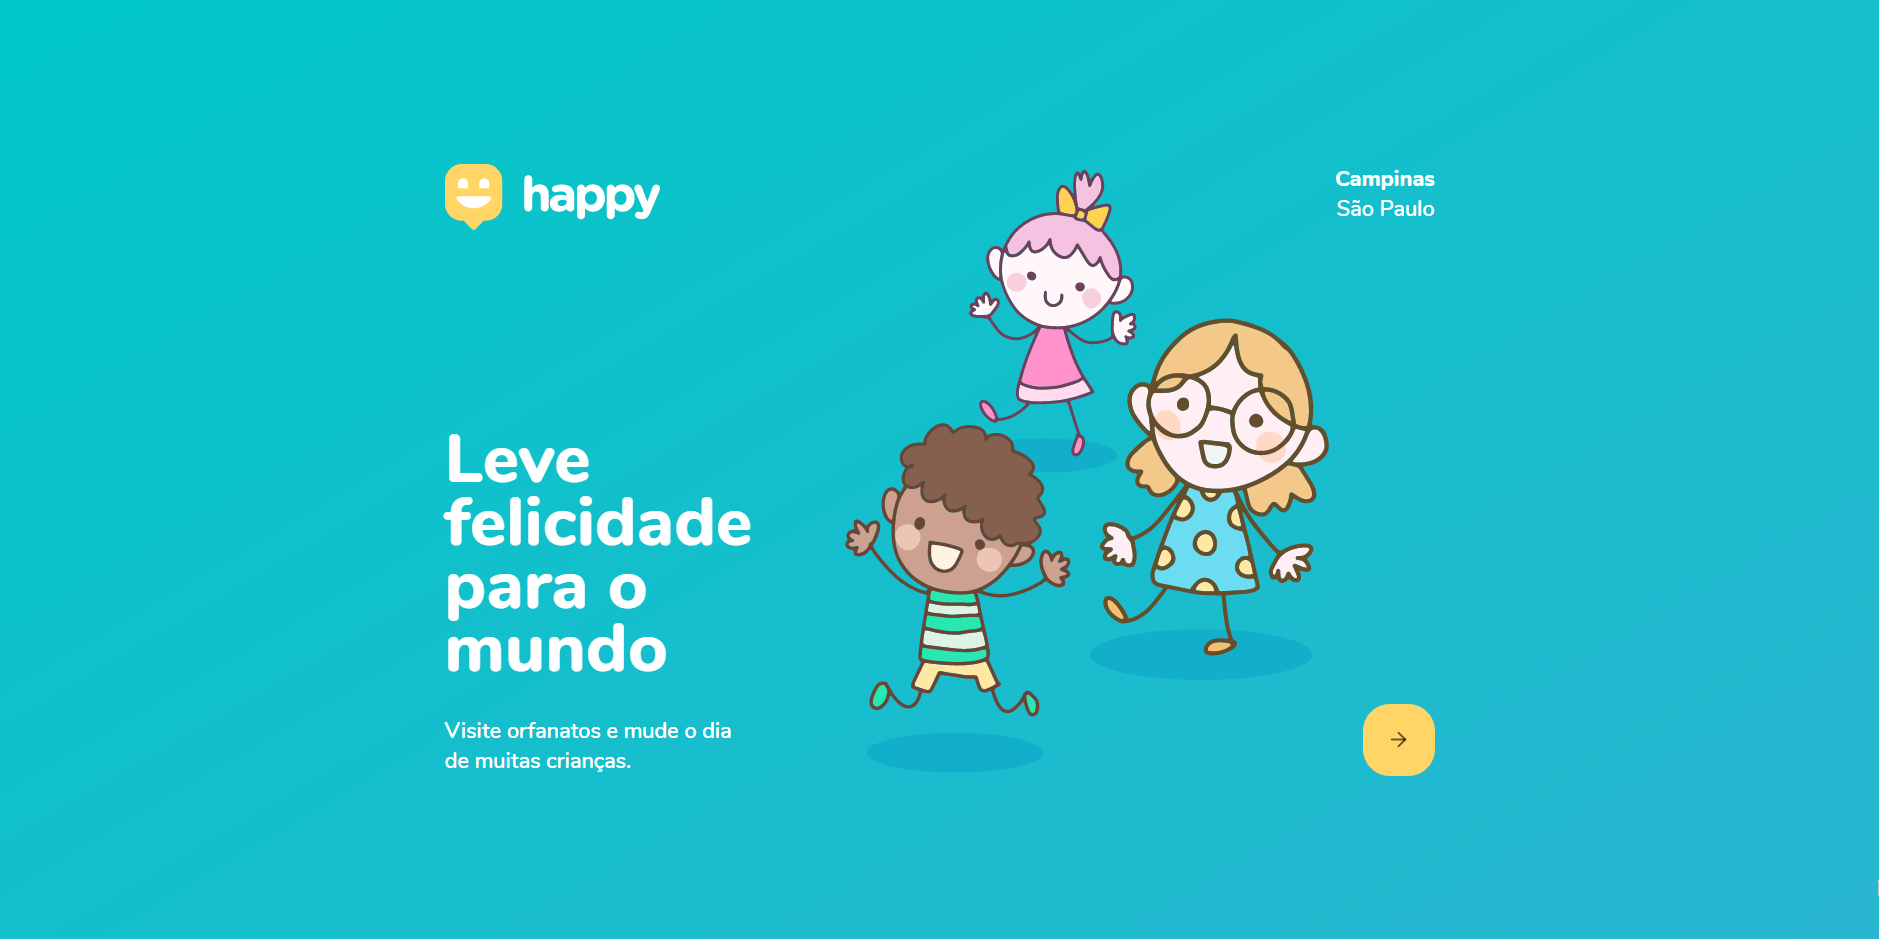 happy
Campinas
São Paulo
Leve
felicidade
para o
mundo
Visite orfanatos e mude o dia
de muitas crianças.